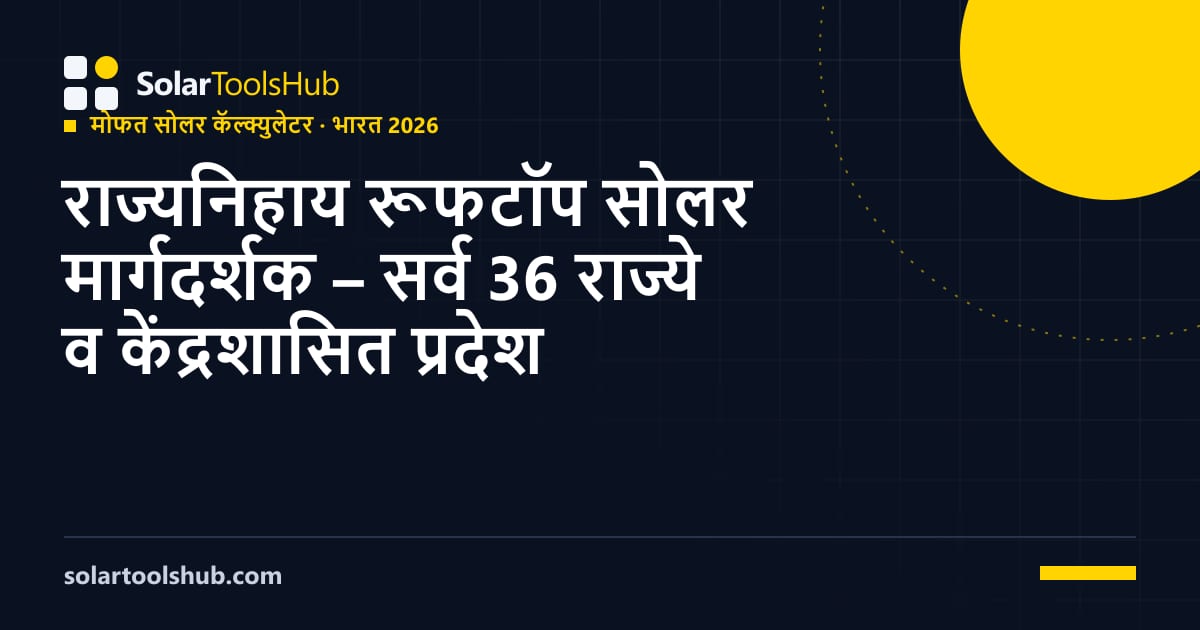 SolarToolsHub
मोफत सोलर कॅल्क्युलेटर · भारत 2026
राज्यनिहाय रूफटॉप सोलर
मार्गदर्शक – सर्व 36 राज्ये
व केंद्रशासित प्रदेश
solartoolshub.com